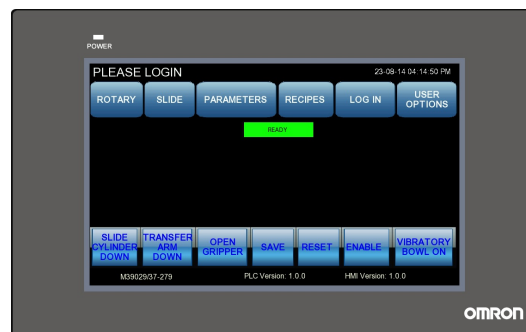 POWER
PLEASE LOGIN 23-09-14 04:14:50 PM
ROTARY SLIDE PARAMETERS RECIPES LOG IN USER OPTIONS
READY
SLIDE CYLINDER DOWN TRANSFER ARM DOWN OPEN GRIPPER SAVE RESET ENABLE VIBRATORY BOWL ON
M39029/37-279 PLC Version: 1.0.0 HMI Version: 1.0.0
OMRON